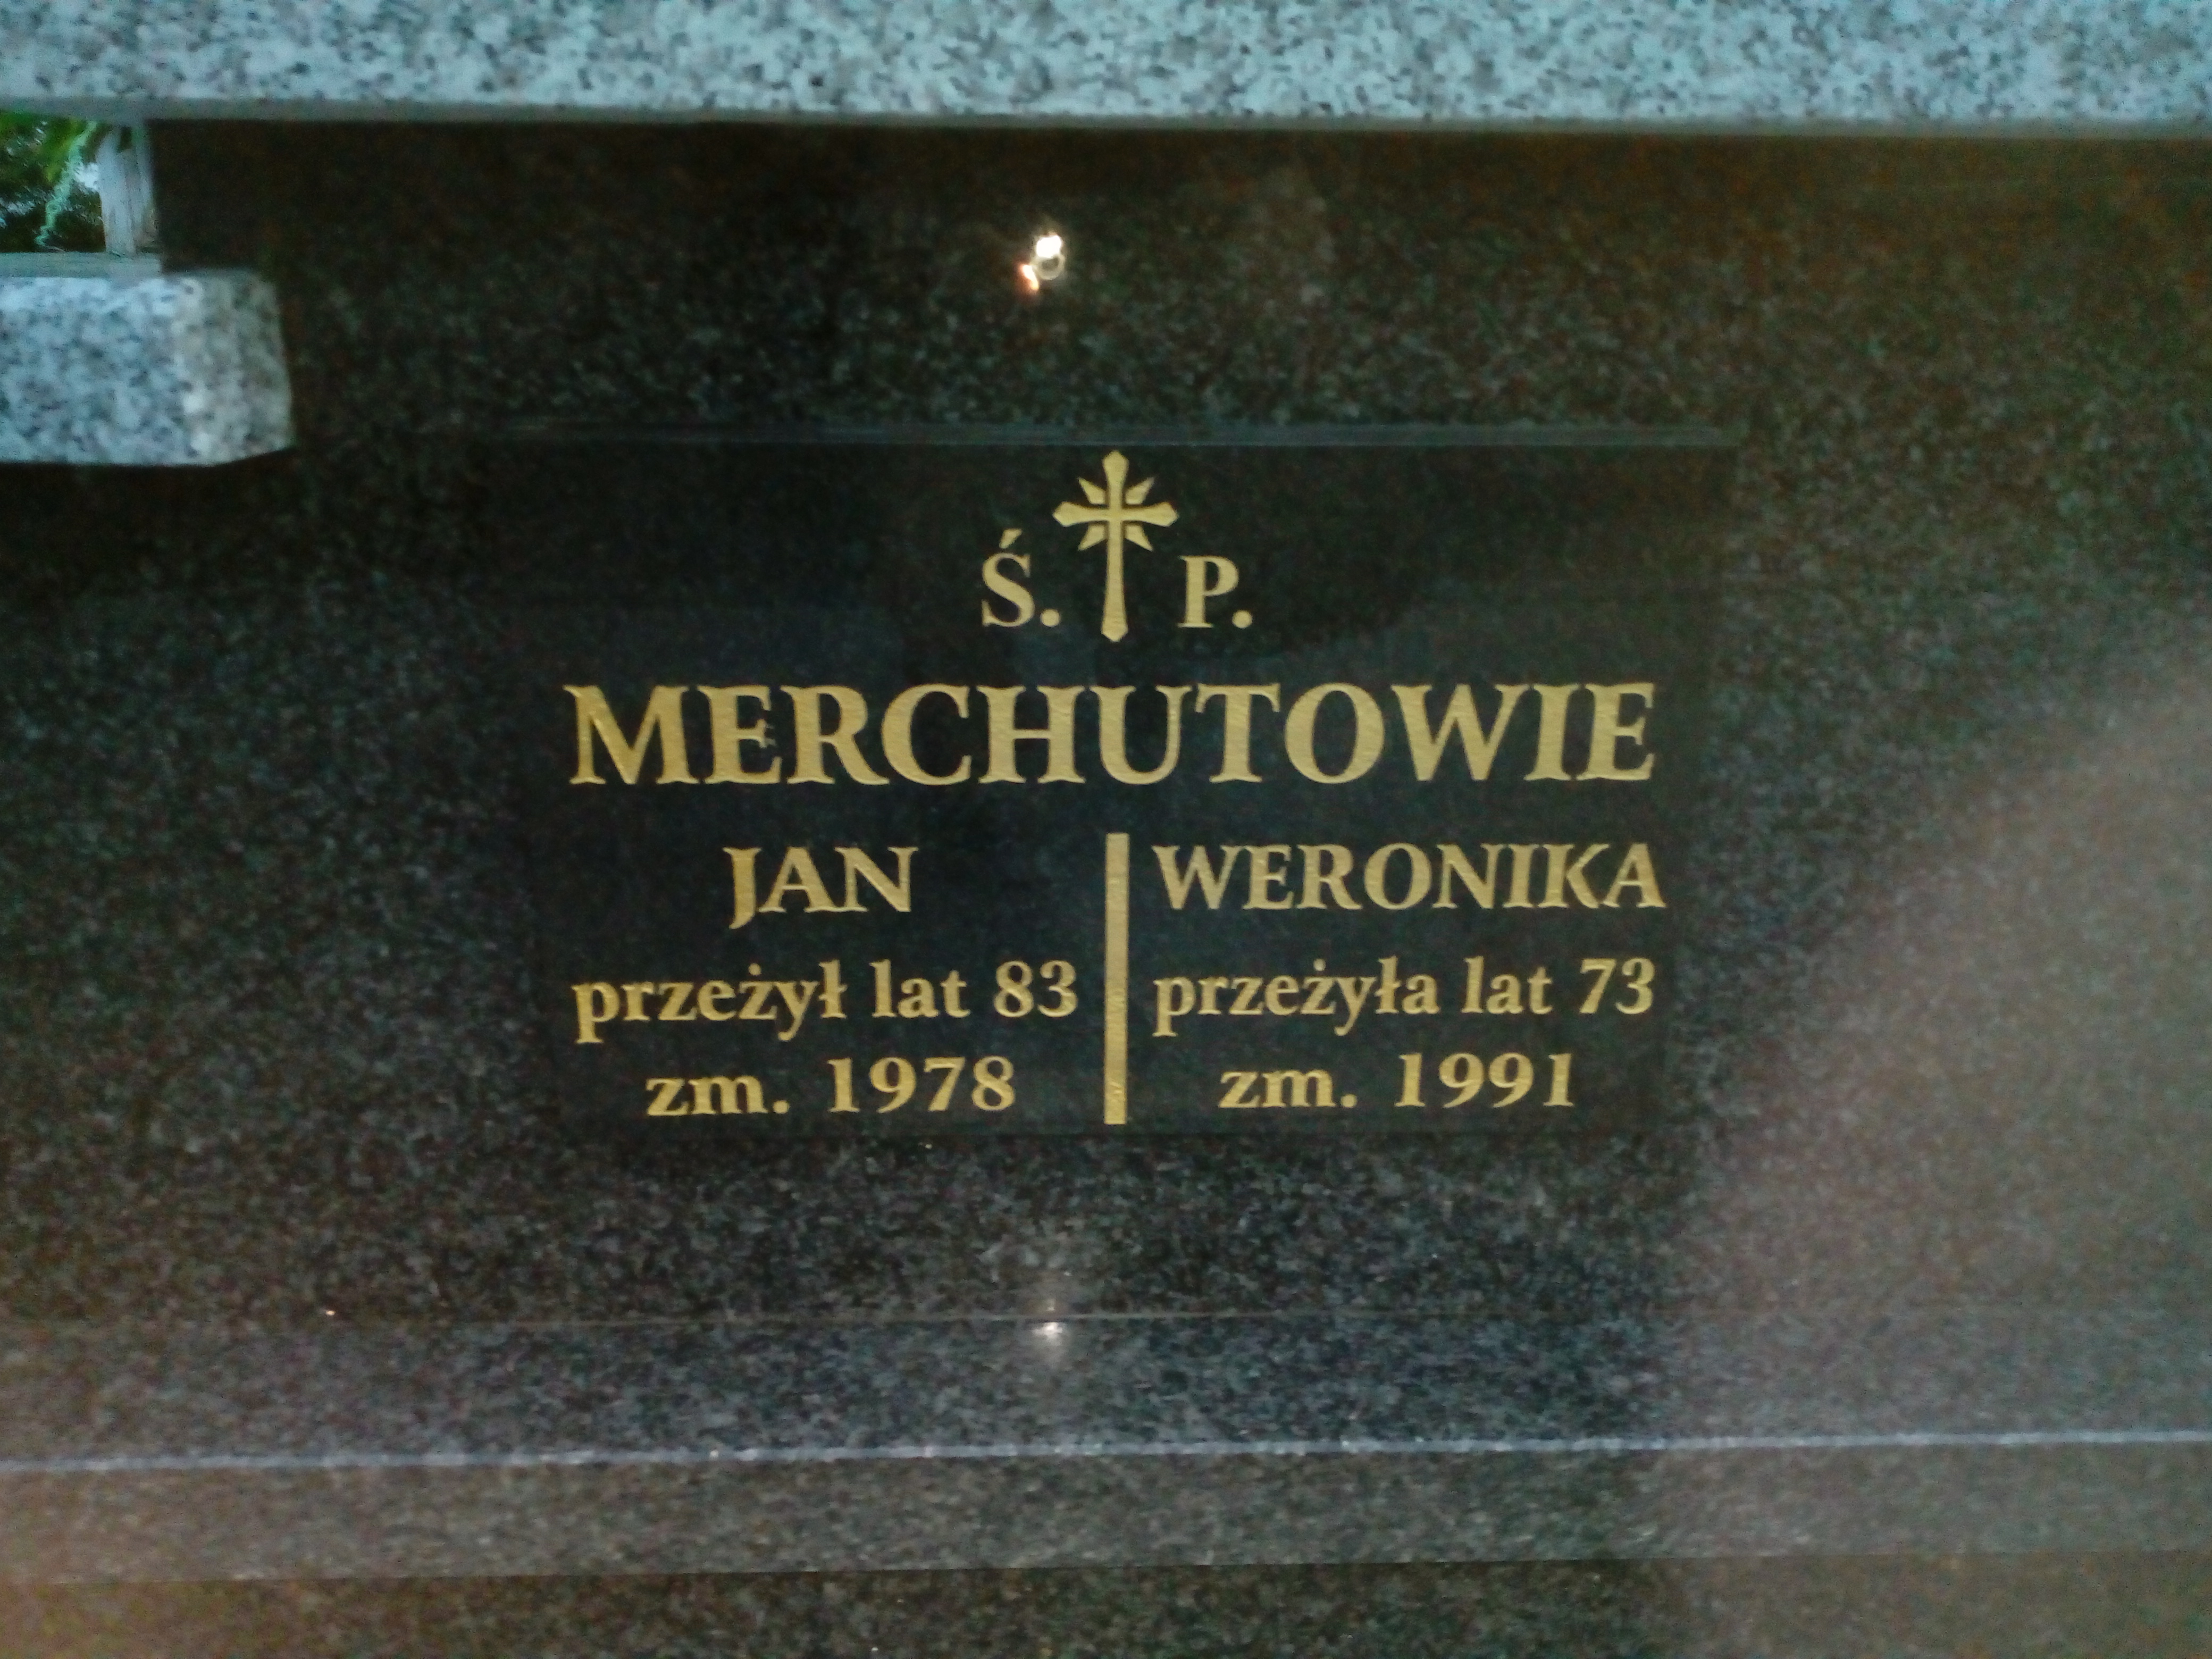 Ś. P.
MERCHUTOWIE
JAN
przeżył lat 83
zm. 1978
WERONIKA
przeżyła lat 73
zm. 1991